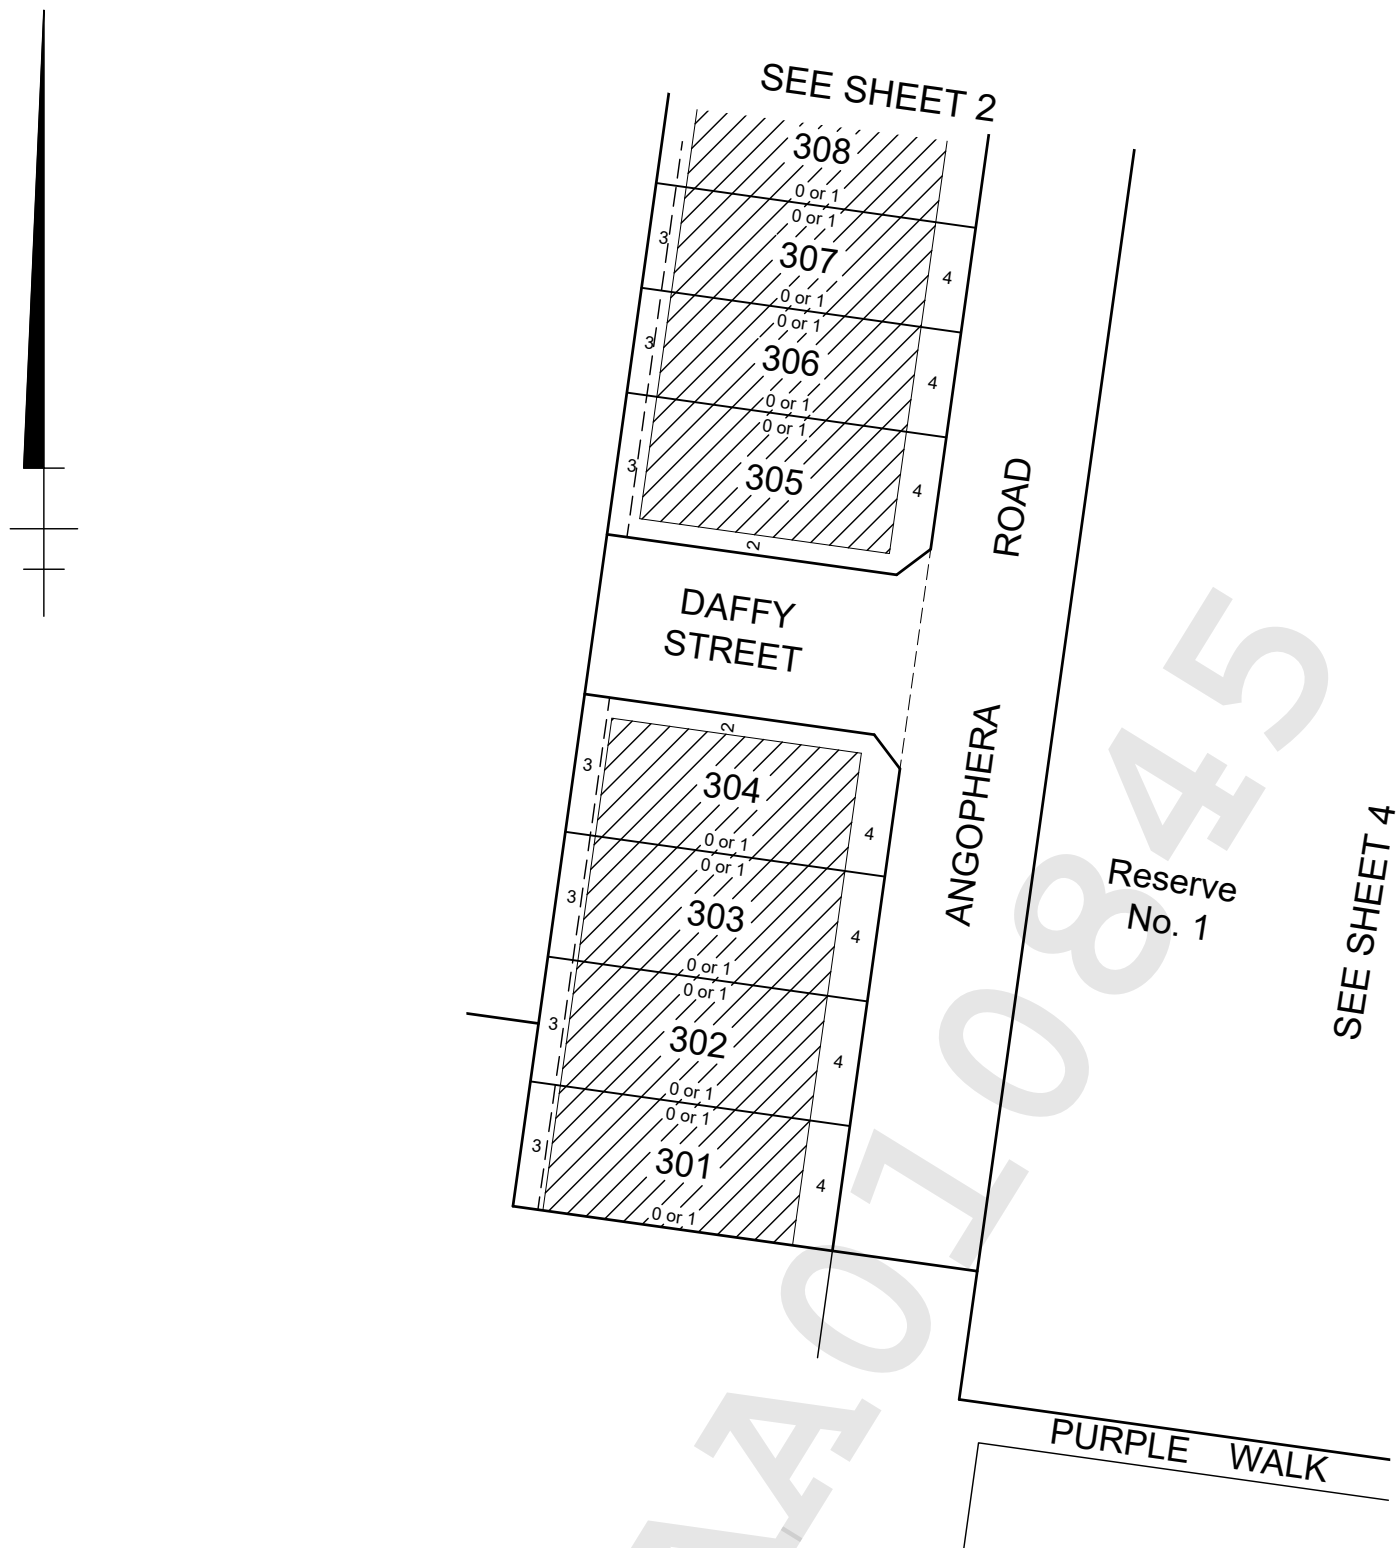 SEE SHEET 2
308
0 or 1
0 or 1
3
307
4
0 or 1
0 or 1
3
306
4
0 or 1
0 or 1
3
305
4
2
ROAD
DAFFY
STREET
2
3
304
4
0 or 1
0 or 1
3
303
4
0 or 1
0 or 1
3
302
4
0 or 1
0 or 1
3
301
4
0 or 1
ANGOPHERA
Reserve
No. 1
SEE SHEET 4
PURPLE WALK
A010845